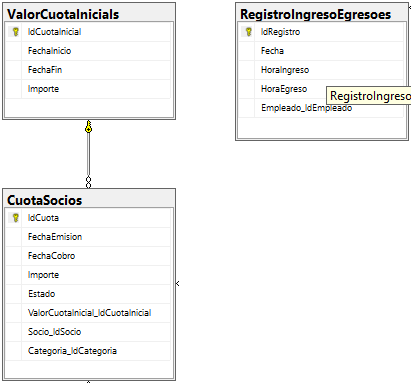 ValorCuotaInicials
IdCuotaInicial
FechaInicio
FechaFin
Importe
RegistroIngresoEgresoes
IdRegistro
Fecha
HoraIngreso
HoraEgreso
RegistroIngreso
Empleado_IdEmpleado
CuotaSocios
IdCuota
FechaEmision
FechaCobro
Importe
Estado
ValorCuotaInicial_IdCuotaInicial
Socio_IdSocio
Categoria_IdCategoria